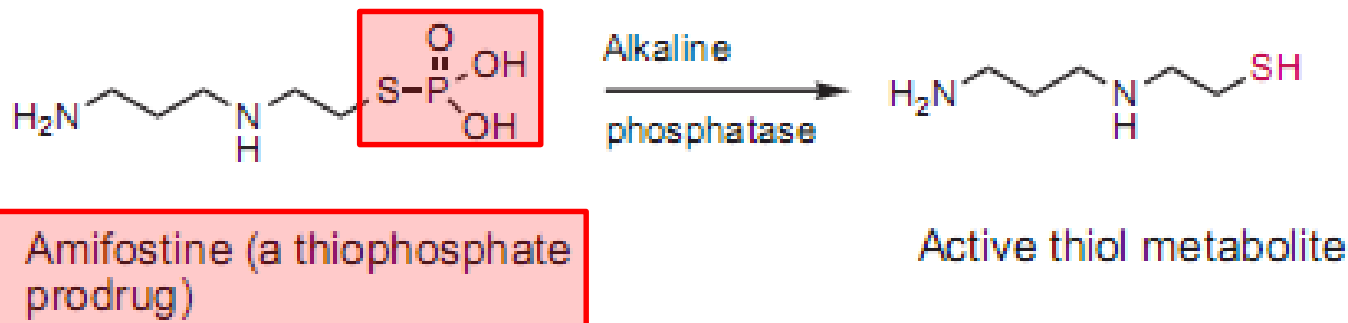 O
S-P
OH
OH
H₂N
N
H
Alkaline
phosphatase
SH
H₂N
N
H
Amifostine (a thiophosphate
prodrug)
Active thiol metabolite